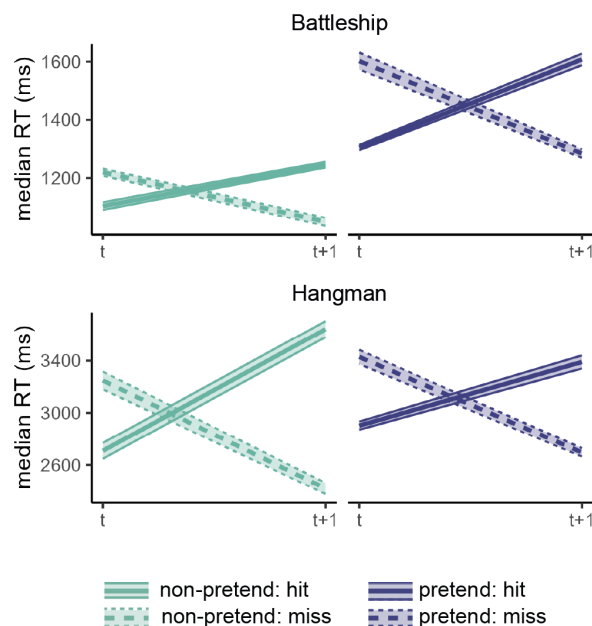 Battleship
median RT (ms)
1600
1400
1200
t
t+1
t
t+1
Hangman
median RT (ms)
3400
3000
2600
t
t+1
t
t+1
non-pretend: hit
pretend: hit
non-pretend: miss
pretend: miss